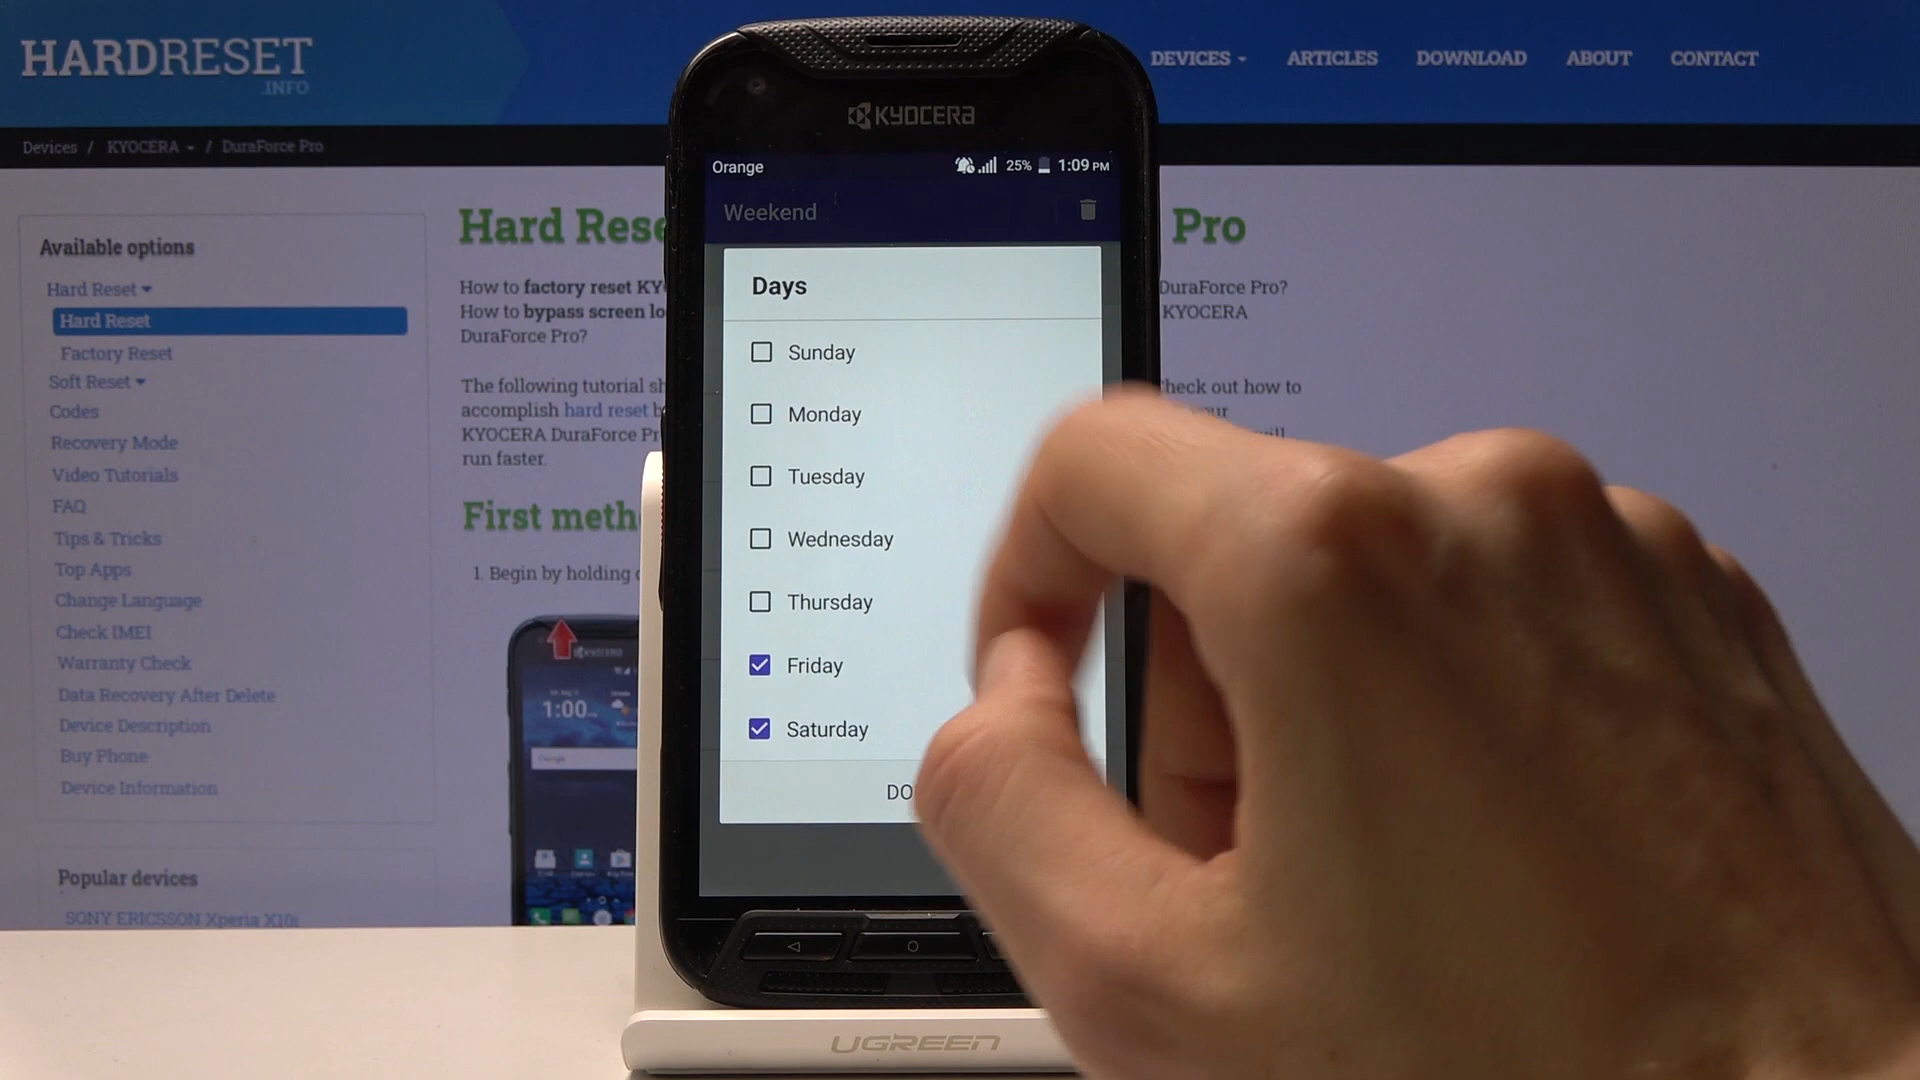 HARDRESET
.INFO
DEVICES
ARTICLES
DOWNLOAD
ABOUT
CONTACT
Devices / KYOCERA / DuraForce Pro
Available options
Hard Reset
Hard Reset
Factory Reset
Soft Reset
Codes
Recovery Mode
Video Tutorials
FAQ
Tips & Tricks
Top Apps
Change Language
Check IMEI
Warranty Check
Data Recovery After Delete
Device Description
Buy Phone
Device Information
Popular devices
SONY ERICSSON Xperia X10i
Hard Rese
Pro
How to factory reset KY
DuraForce Pro?
How to bypass screen lo
KYOCERA
DuraForce Pro?
The following tutorial sh
Check out how to
accomplish hard reset b
KYOCERA DuraForce Pr
run faster.
First meth
1. Begin by holding
1:00
KYOCERA
Orange
25%
1:09 PM
Weekend
Days
Sunday
Monday
Tuesday
Wednesday
Thursday
Friday
Saturday
DO
UGREEN